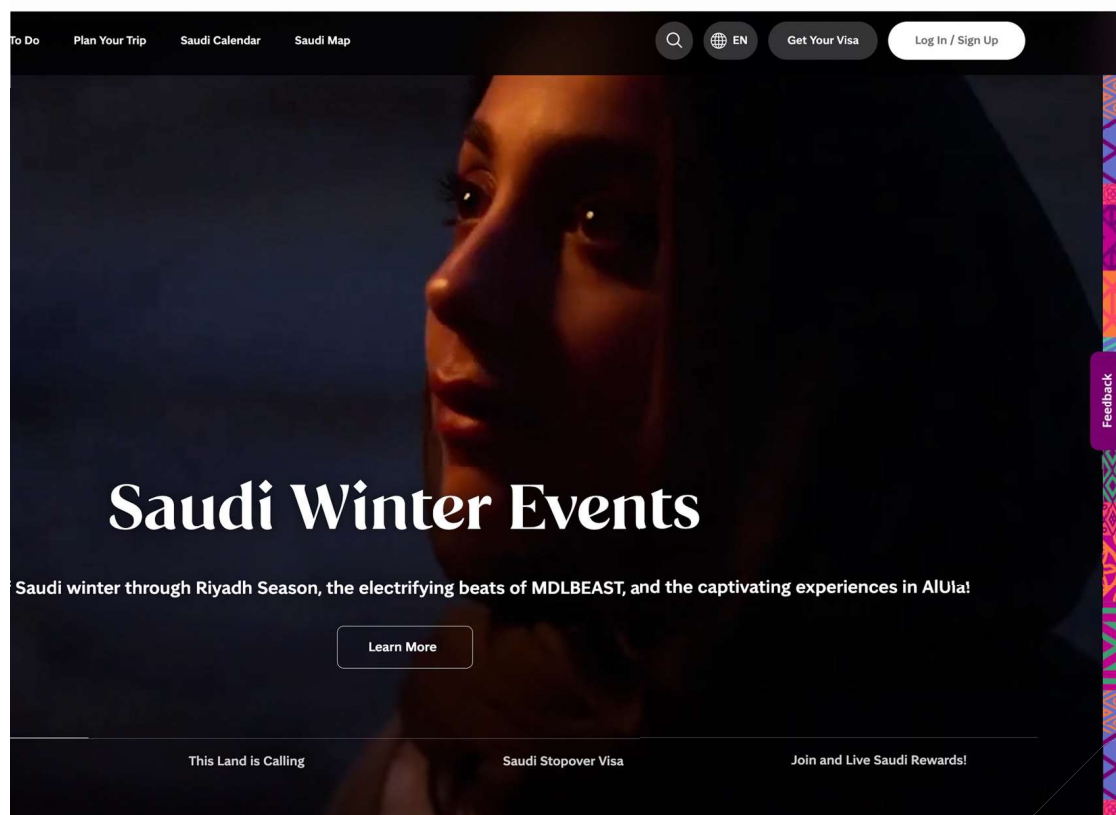 To Do Plan Your Trip Saudi Calendar Saudi Map EN Get Your Visa Log In / Sign Up
Feedback
Saudi Winter Events
Saudi winter through Riyadh Season, the electrifying beats of MDLBEAST, and the captivating experiences in AlUla!
Learn More
This Land is Calling Saudi Stopover Visa Join and Live Saudi Rewards!